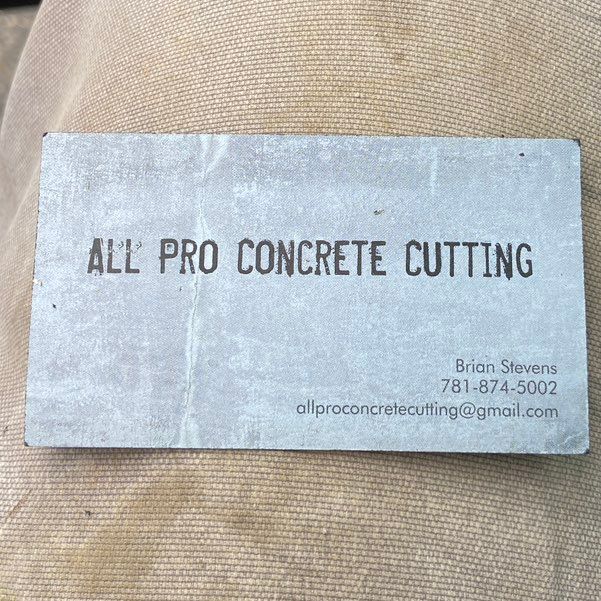 ALL PRO CONCRETE CUTTING
Brian Stevens
781-874-5002
allproconcretecutting@gmail.com